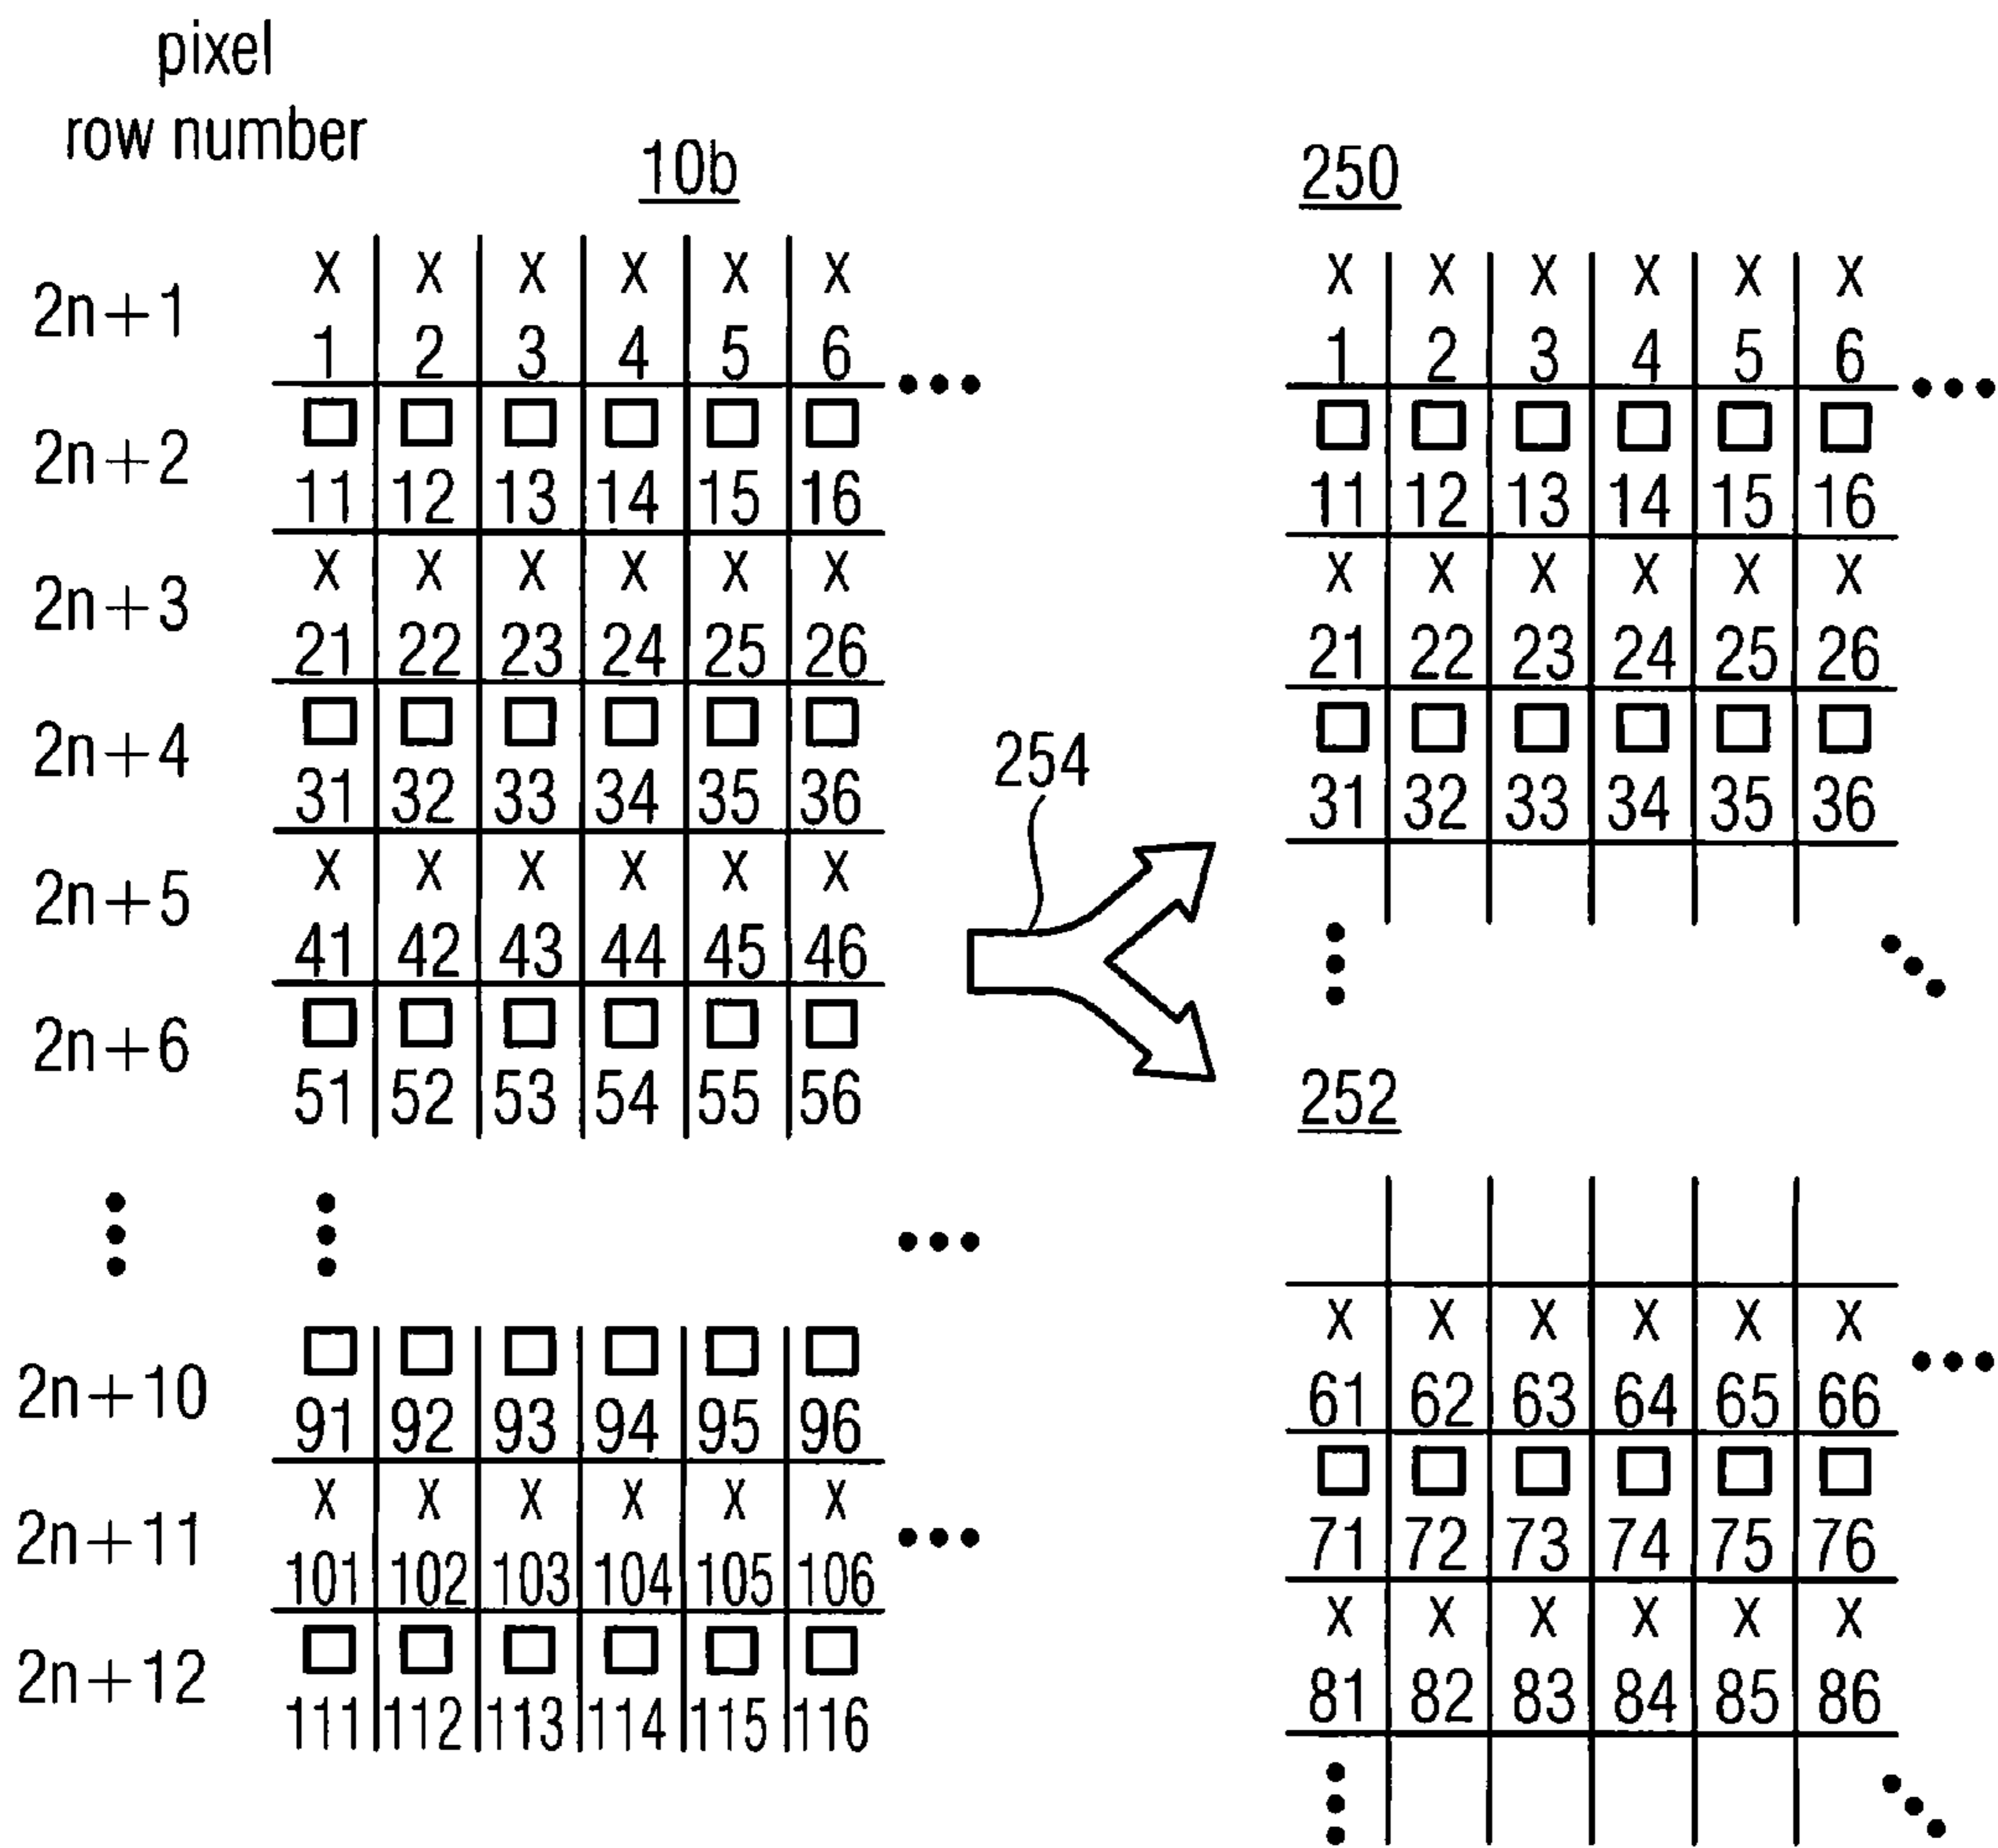 pixel
row number
10b
2n+1
x x x x x x
1 2 3 4 5 6
2n+2
11 12 13 14 15 16
2n+3
x x x x x x
21 22 23 24 25 26
2n+4
31 32 33 34 35 36
2n+5
x x x x x x
41 42 43 44 45 46
2n+6
51 52 53 54 55 56
2n+10
91 92 93 94 95 96
2n+11
x x x x x x
101 102 103 104 105 106
2n+12
111 112 113 114 115 116
254
250
x x x x x x
1 2 3 4 5 6
11 12 13 14 15 16
x x x x x x
21 22 23 24 25 26
31 32 33 34 35 36
252
x x x x x x
61 62 63 64 65 66
71 72 73 74 75 76
x x x x x x
81 82 83 84 85 86